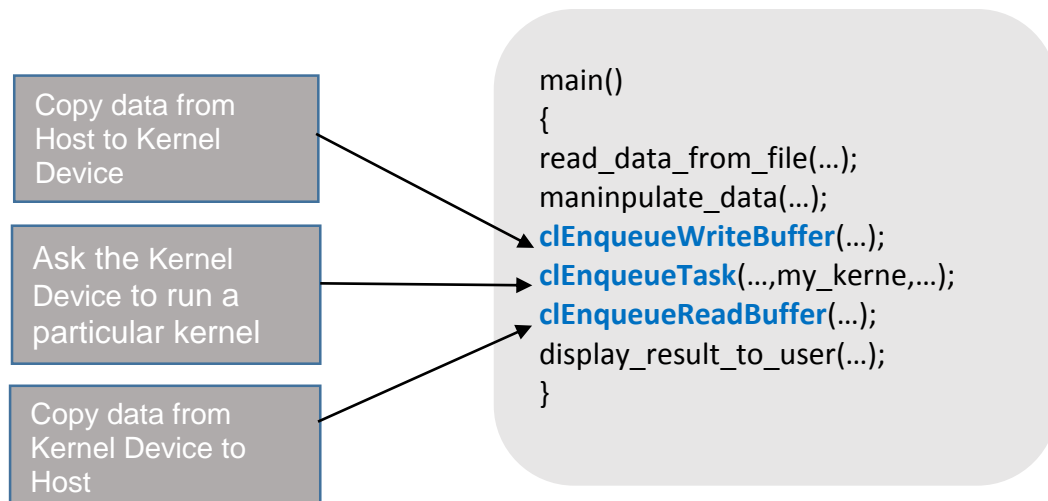 Copy data from
Host to Kernel
Device
Ask the Kernel
Device to run a
particular kernel
Copy data from
Kernel Device to
Host
main()
{
read_data_from_file(…);
maninpulate_data(…);
clEnqueueWriteBuffer(…);
clEnqueueTask(…,my_kerne,…);
clEnqueueReadBuffer(…);
display_result_to_user(…);
}